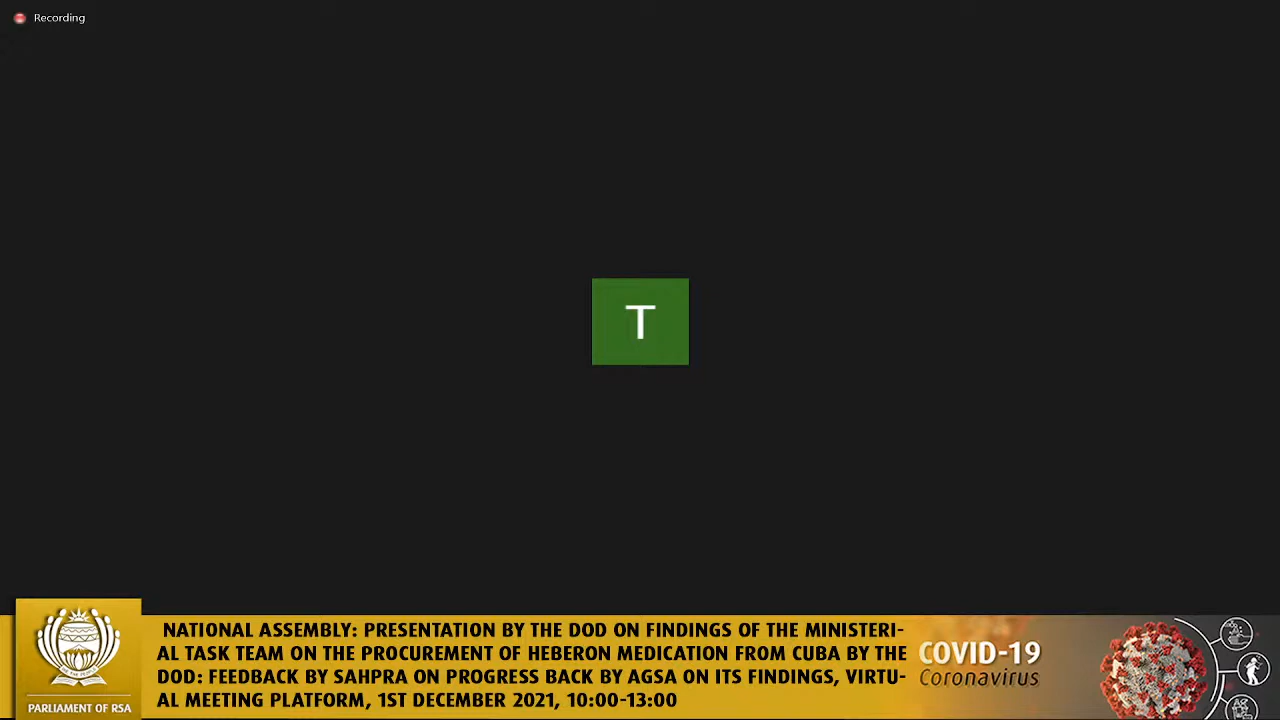 Recording
T
NATIONAL ASSEMBLY: PRESENTATION BY THE DOD ON FINDINGS OF THE MINISTERI-
AL TASK TEAM ON THE PROCUREMENT OF HEBERON MEDICATION FROM CUBA BY THE
DOD: FEEDBACK BY SAHPRA ON PROGRESS BACK BY AGSA ON ITS FINDINGS, VIRTU-
AL MEETING PLATFORM, 1ST DECEMBER 2021, 10:00-13:00
COVID-19
Coronavirus
PARLIAMENT OF RSA